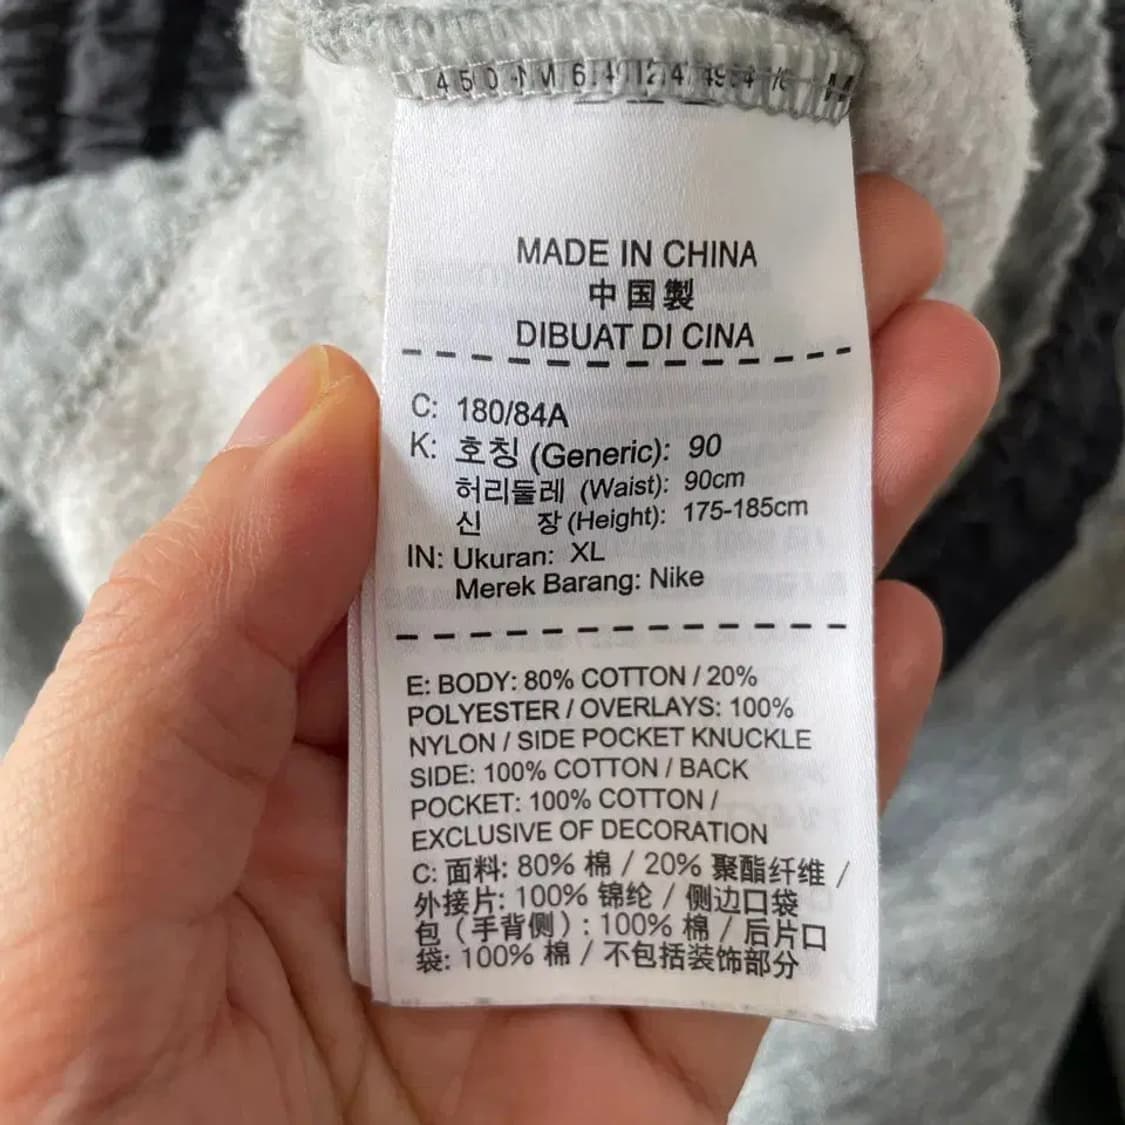 MADE IN CHINA
中国製
DIBUAT DI CINA
C: 180/84A
K: 호칭 (Generic): 90
허리둘레 (Waist): 90cm
신 장 (Height): 175-185cm
IN: Ukuran: XL
Merek Barang: Nike
E: BODY: 80% COTTON / 20%
POLYESTER / OVERLAYS: 100%
NYLON / SIDE POCKET KNUCKLE
SIDE: 100% COTTON / BACK
POCKET: 100% COTTON /
EXCLUSIVE OF DECORATION
C: 面料: 80% 棉 / 20% 聚酯纤维 /
外接片: 100% 锦纶 / 侧边口袋
包（手背侧）: 100% 棉 / 后片口
袋: 100% 棉 / 不包括装饰部分